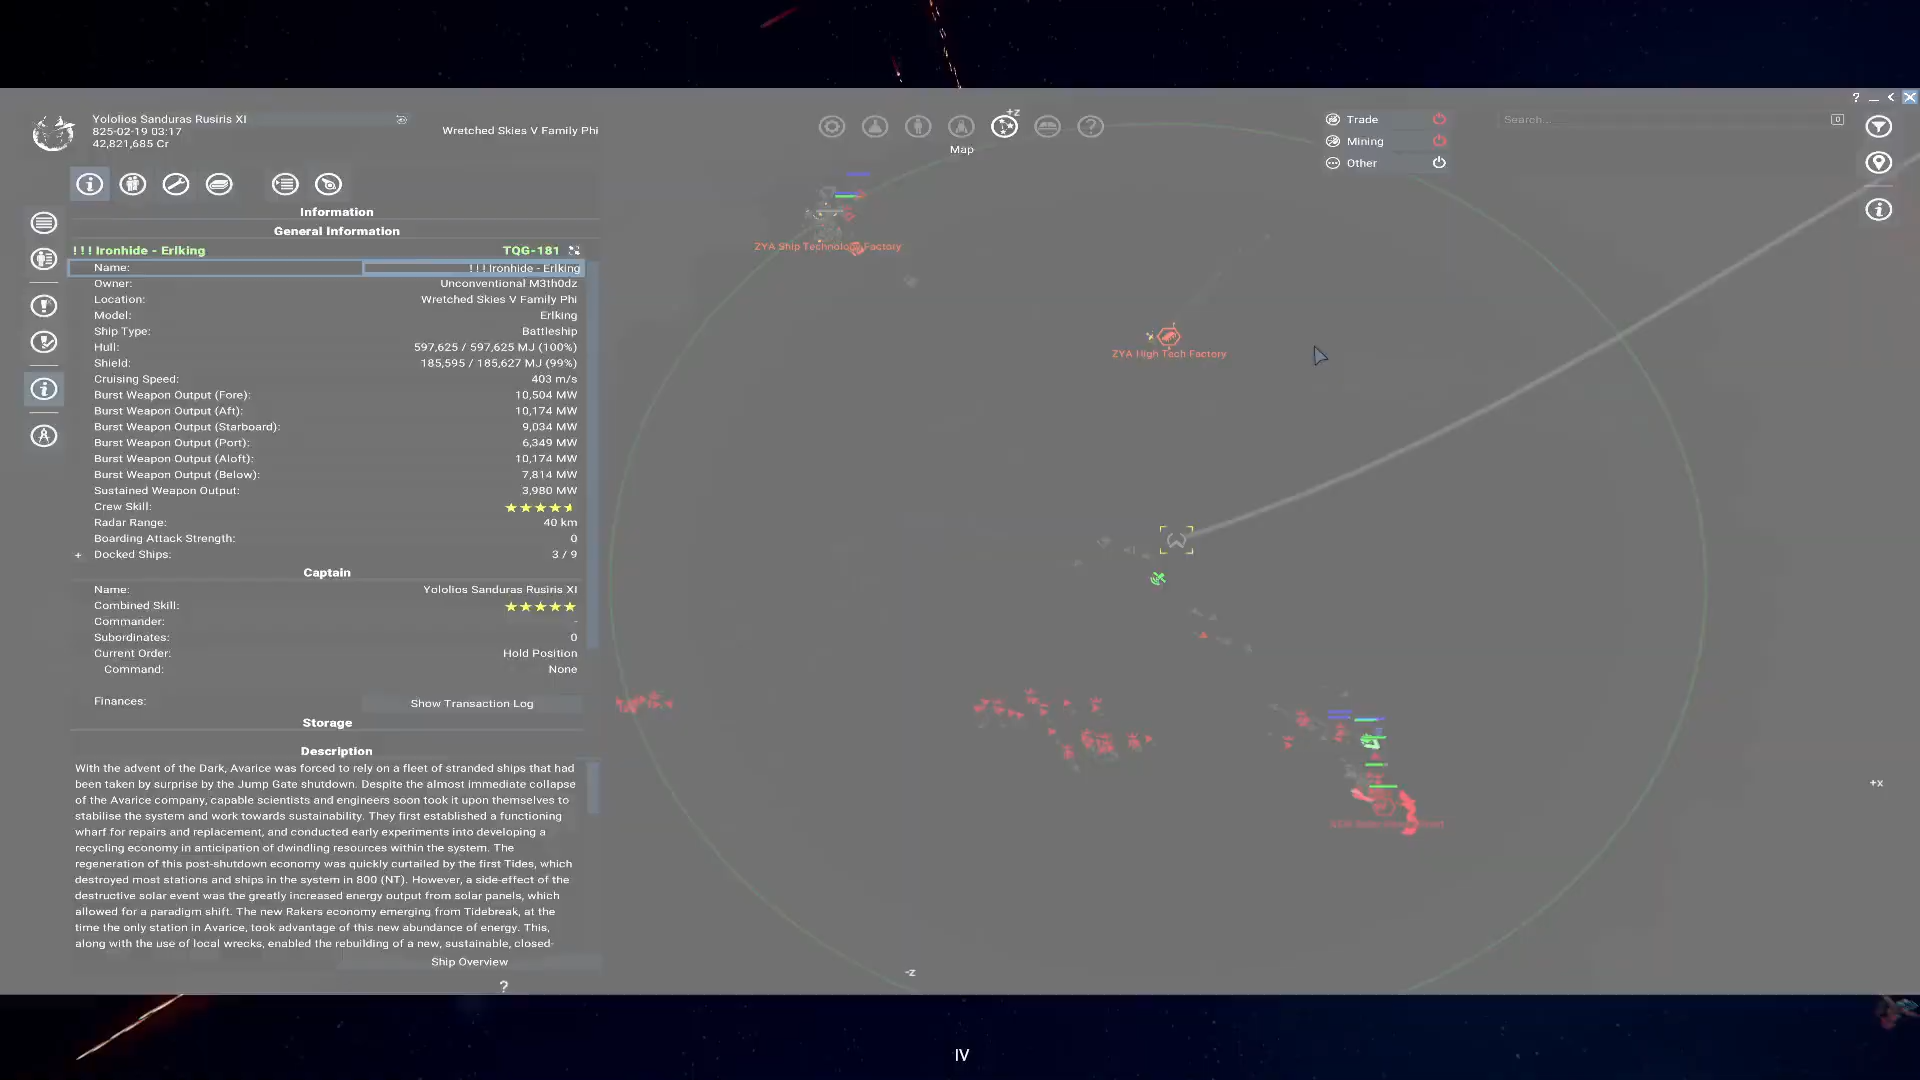 Yololios Sanduras Rusiris XI
825-02-19 03:17
42,821,685 Cr
Wretched Skies V Family Phi
Information
General Information
!!! Ironhide - Erlking TQG-181
Name: !!! Ironhide - Erlking
Owner: Unconventional M3th0dz
Location: Wretched Skies V Family Phi
Model: Erlking
Ship Type: Battleship
Hull: 597,625 / 597,625 MJ (100%)
Shield: 185,595 / 185,627 MJ (99%)
Cruising Speed: 403 m/s
Burst Weapon Output (Fore): 10,504 MW
Burst Weapon Output (Aft): 10,174 MW
Burst Weapon Output (Starboard): 9,034 MW
Burst Weapon Output (Port): 6,349 MW
Burst Weapon Output (Aloft): 10,174 MW
Burst Weapon Output (Below): 7,814 MW
Sustained Weapon Output: 3,980 MW
Crew Skill:
Radar Range: 40 km
Boarding Attack Strength: 0
+ Docked Ships: 3 / 9
Captain
Name: Yololios Sanduras Rusiris XI
Combined Skill:
Commander: -
Subordinates: 0
Current Order: Hold Position
Command: None
Finances: Show Transaction Log
Storage
Description
With the advent of the Dark, Avarice was forced to rely on a fleet of stranded ships that had
been taken by surprise by the Jump Gate shutdown. Despite the almost immediate collapse
of the Avarice company, capable scientists and engineers soon took it upon themselves to
stabilise the system and work towards sustainability. They first established a functioning
wharf for repairs and replacement, and conducted early experiments into developing a
recycling economy in anticipation of dwindling resources within the system. The
regeneration of this post-shutdown economy was quickly curtailed by the first Tides, which
destroyed most stations and ships in the system in 800 (NT). However, a side-effect of the
destructive solar event was the greatly increased energy output from solar panels, which
allowed for a paradigm shift. The new Rakers economy emerging from Tidebreak, at the
time the only station in Avarice, took advantage of this new abundance of energy. This,
along with the use of local wrecks, enabled the rebuilding of a new, sustainable, closed-
Ship Overview
?
+z
?
Map
Trade
Mining
Other
Search...
? _ <
ZYA Ship Technology Factory
ZYA High Tech Factory
+x
-z
IV